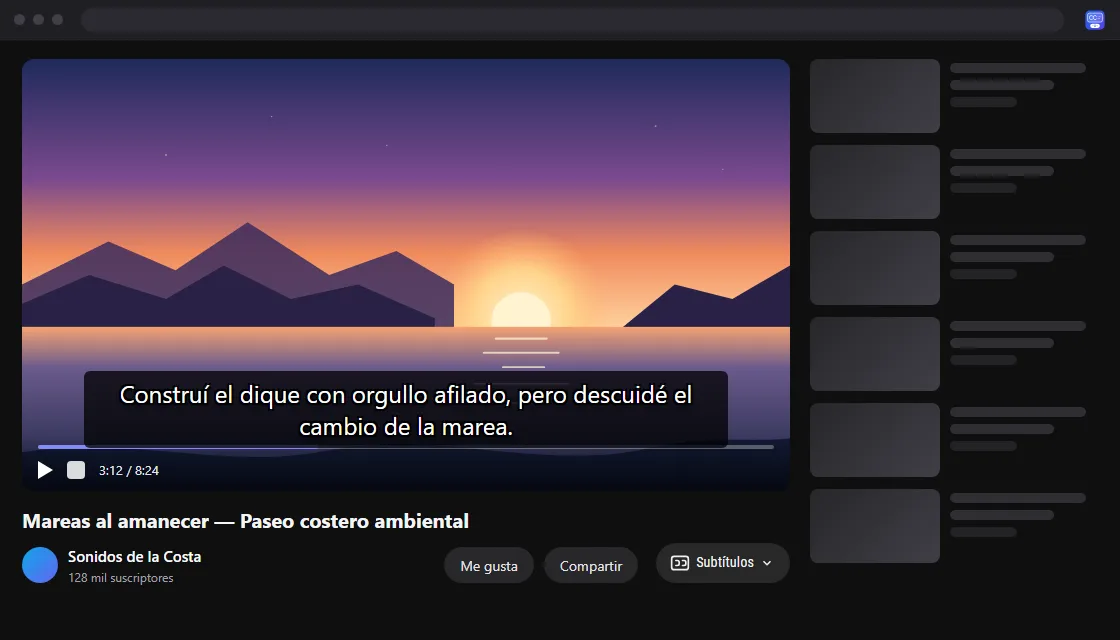 Construí el dique con orgullo afilado, pero descuidé el
cambio de la marea.
3:12 / 8:24
Mareas al amanecer — Paseo costero ambiental
Sonidos de la Costa
128 mil suscriptores
Me gusta
Compartir
Subtítulos